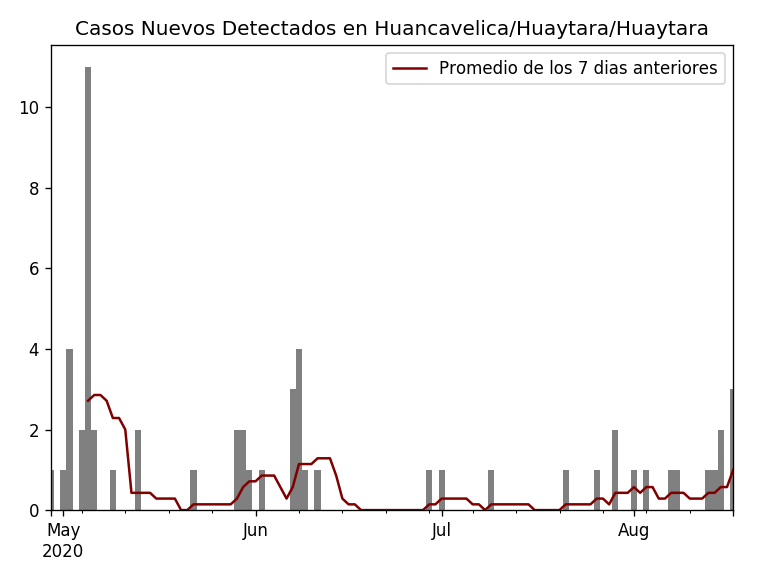 Casos Nuevos Detectados en Huancavelica/Huaytara/Huaytara
Promedio de los 7 dias anteriores
10
8
6
4
2
0
May Jun Jul Aug
2020